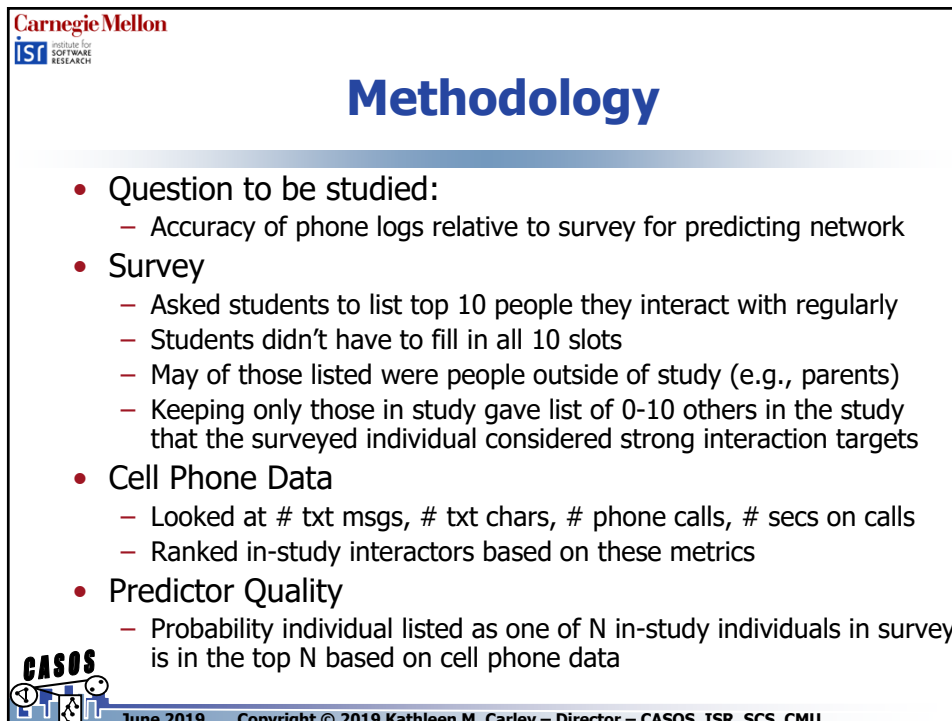 Carnegie Mellon
isr institute for
SOFTWARE
RESEARCH
Methodology
• Question to be studied:
– Accuracy of phone logs relative to survey for predicting network
• Survey
– Asked students to list top 10 people they interact with regularly
– Students didn't have to fill in all 10 slots
– May of those listed were people outside of study (e.g., parents)
– Keeping only those in study gave list of 0-10 others in the study
that the surveyed individual considered strong interaction targets
• Cell Phone Data
– Looked at # txt msgs, # txt chars, # phone calls, # secs on calls
– Ranked in-study interactors based on these metrics
• Predictor Quality
– Probability individual listed as one of N in-study individuals in survey
is in the top N based on cell phone data
CASOS
June 2019 Copyright © 2019 Kathleen M. Carley – Director – CASOS, ISR, SCS, CMU